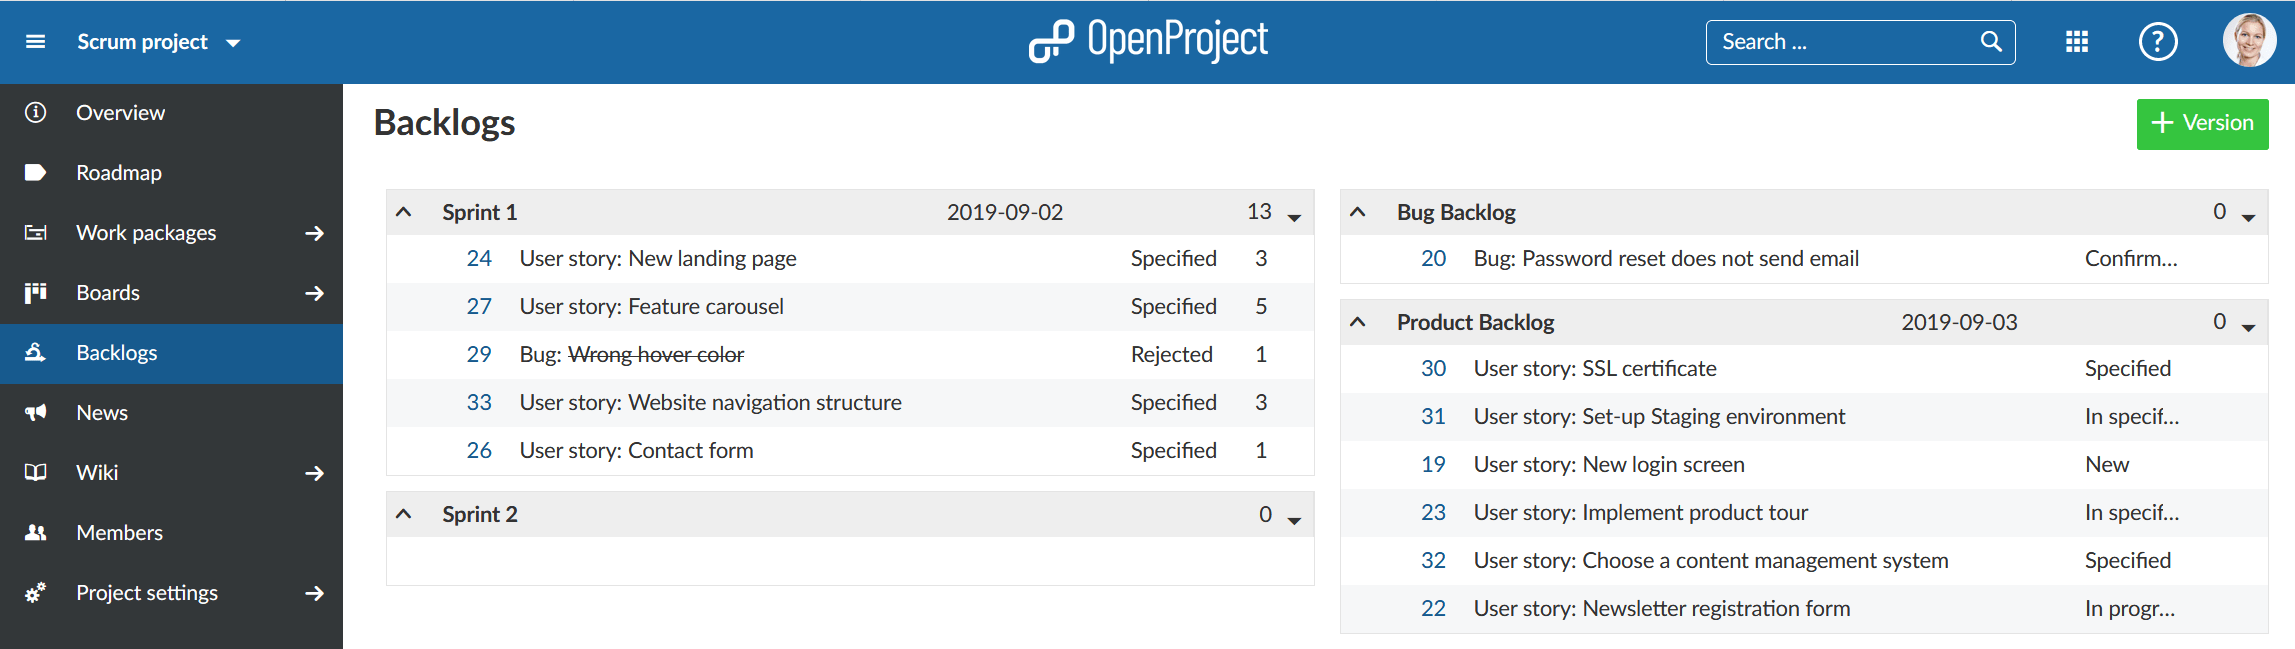 Scrum project
OpenProject
Search ...
?
Overview
Roadmap
Work packages
Boards
Backlogs
News
Wiki
Members
Project settings
Backlogs
+ Version
Sprint 1 2019-09-02 13
24 User story: New landing page Specified 3
27 User story: Feature carousel Specified 5
29 Bug: Wrong hover color Rejected 1
33 User story: Website navigation structure Specified 3
26 User story: Contact form Specified 1
Sprint 2 0
Bug Backlog 0
20 Bug: Password reset does not send email Confirm...
Product Backlog 2019-09-03 0
30 User story: SSL certificate Specified
31 User story: Set-up Staging environment In specif...
19 User story: New login screen New
23 User story: Implement product tour In specif...
32 User story: Choose a content management system Specified
22 User story: Newsletter registration form In progr...